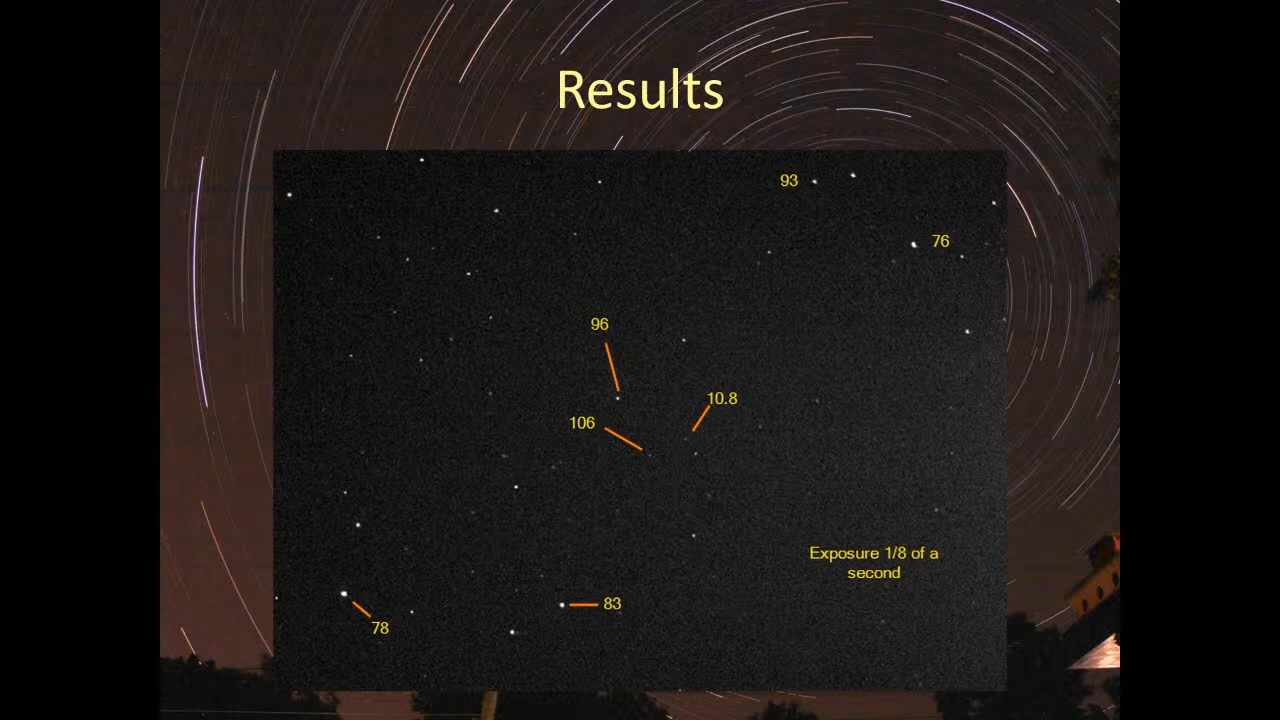 Results
93
76
96
10.8
106
Exposure 1/8 of a
second
83
78